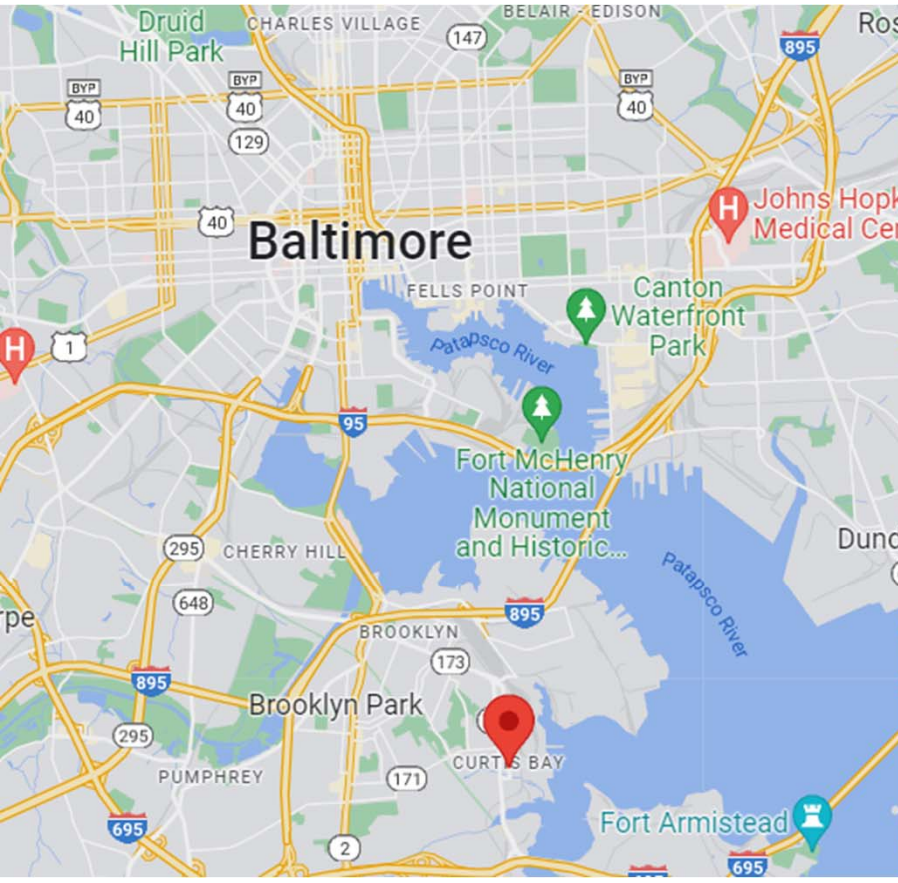 Druid
Hill Park
CHARLES VILLAGE
BELAIR - EDISON
147
895
Ros
BYP
40
BYP
40
BYP
40
129
40
Baltimore
H
Johns Hopk
Medical Cer
FELLS POINT
Canton
Waterfront
Park
H
1
Patapsco River
95
Fort McHenry
National
Monument
and Historic...
295
CHERRY HILL
Dund
Patapsco River
648
rpe
895
BROOKLYN
173
895
Brooklyn Park
295
CURTIS BAY
PUMPHREY
171
Fort Armistead
695
2
695